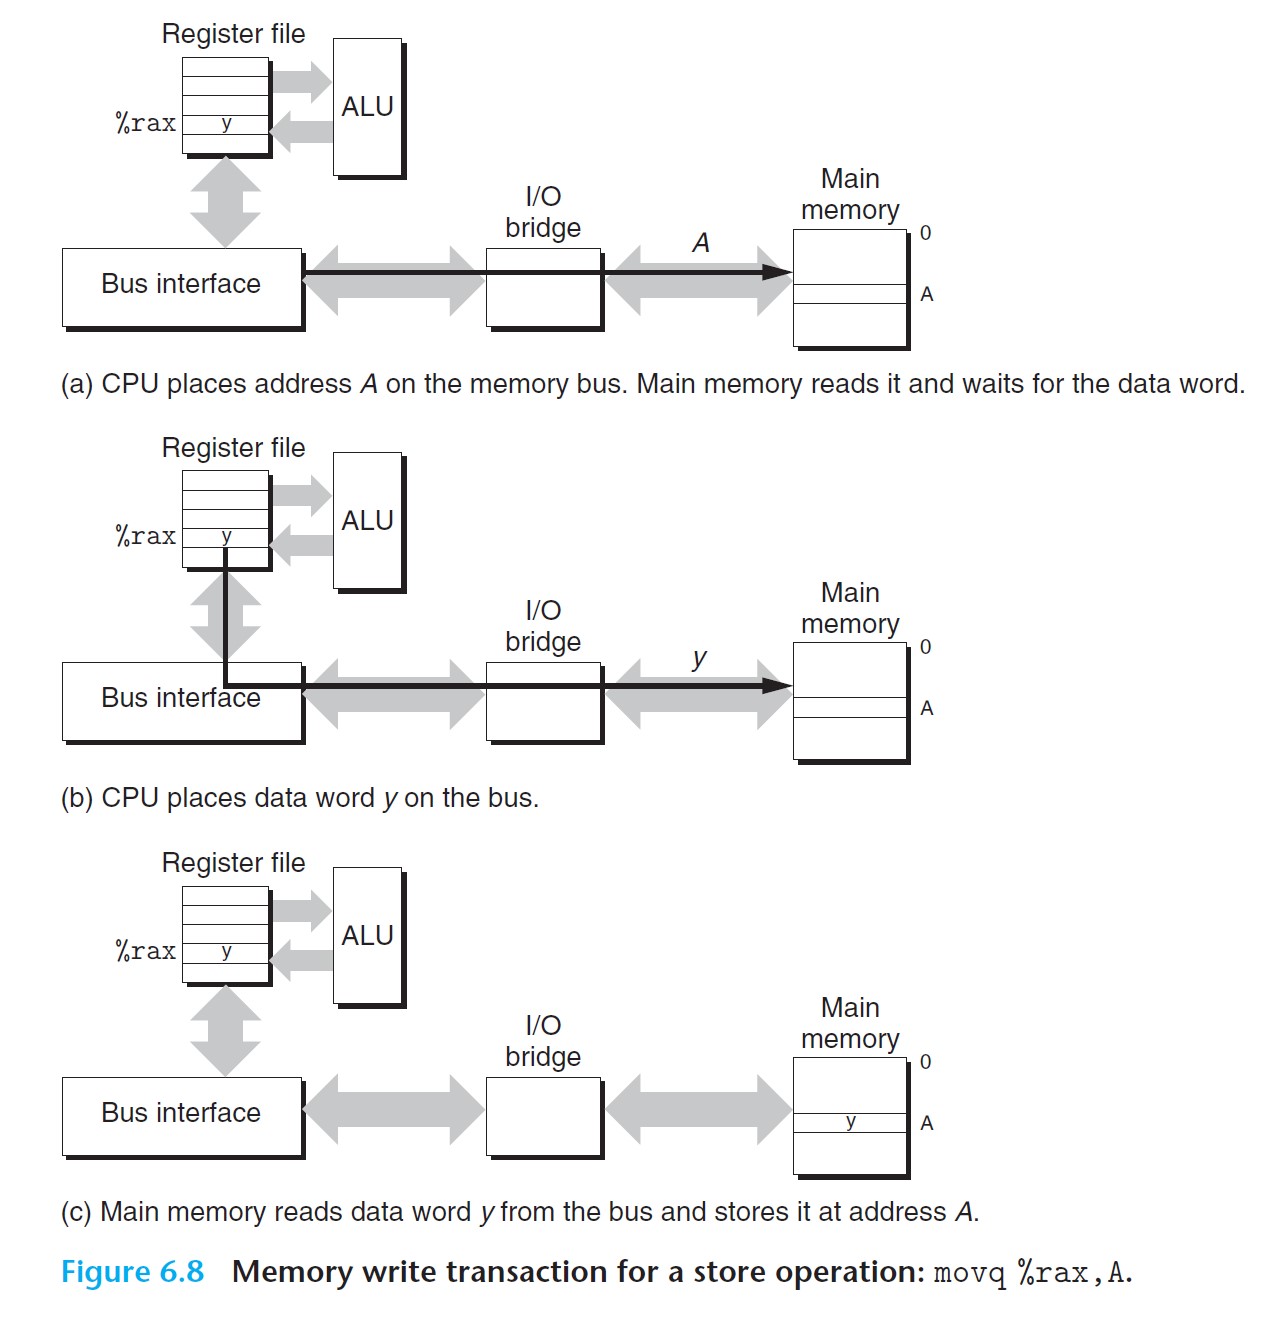 Register file
ALU
%rax
y
I/O
bridge
Main
memory
A
0
A
Bus interface
(a) CPU places address A on the memory bus. Main memory reads it and waits for the data word.
Register file
ALU
%rax
y
I/O
bridge
Main
memory
y
0
A
Bus interface
(b) CPU places data word y on the bus.
Register file
ALU
%rax
y
I/O
bridge
Main
memory
0
y
A
Bus interface
(c) Main memory reads data word y from the bus and stores it at address A.
Figure 6.8 Memory write transaction for a store operation: movq %rax,A.